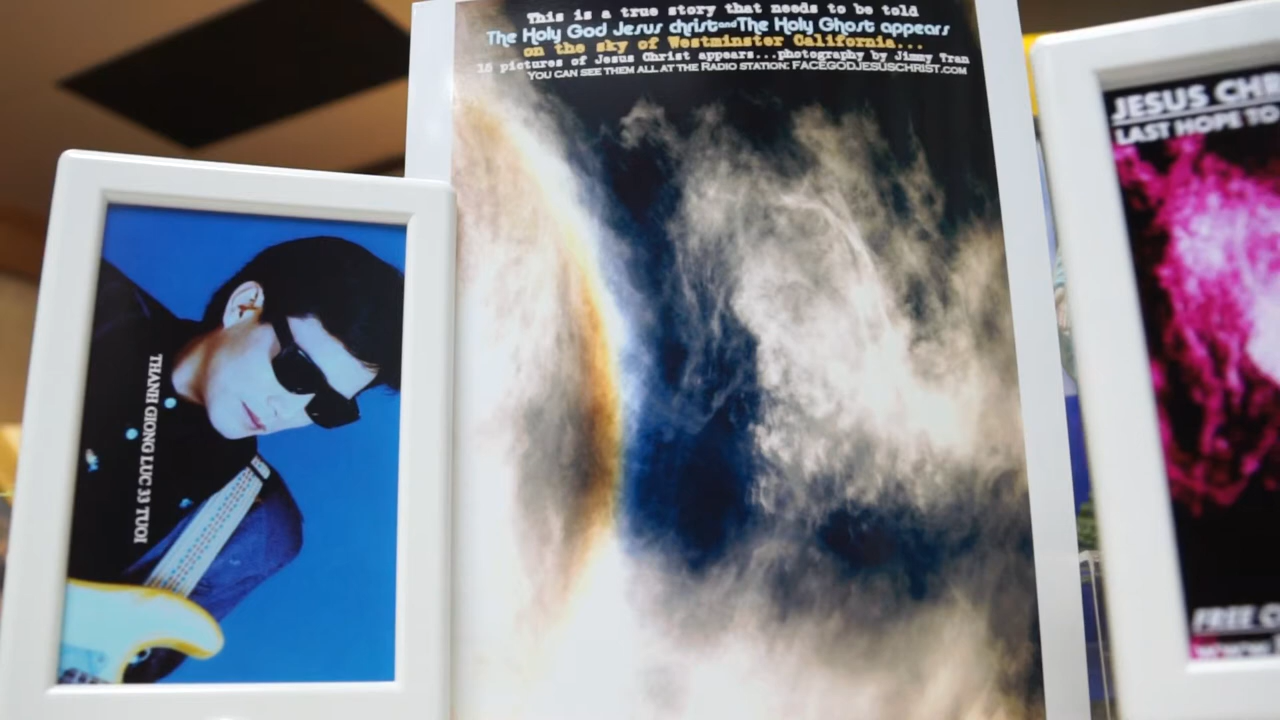 This is a true story that needs to be told
The Holy God Jesus christ and The Holy Ghost appears
on the sky of Westminster California...
16 pictures of Jesus Christ appears...photography by Jimmy Tran
YOU CAN SEE THEM ALL AT THE RADIO STATION: FACEGODJESUSCHRIST.COM
THANH GIONG LUC 33 TUOI
JESUS CHR
LAST HOPE TO
FREE C